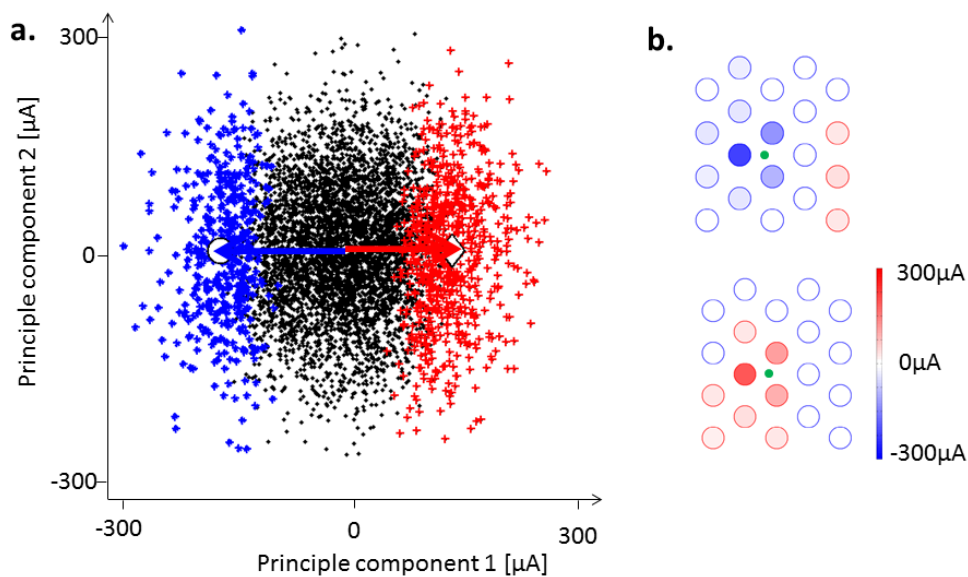 a.
b.
300
0
-300
Principle component 2 [µA]
-300
0
300
Principle component 1 [µA]
300µA
0µA
-300µA